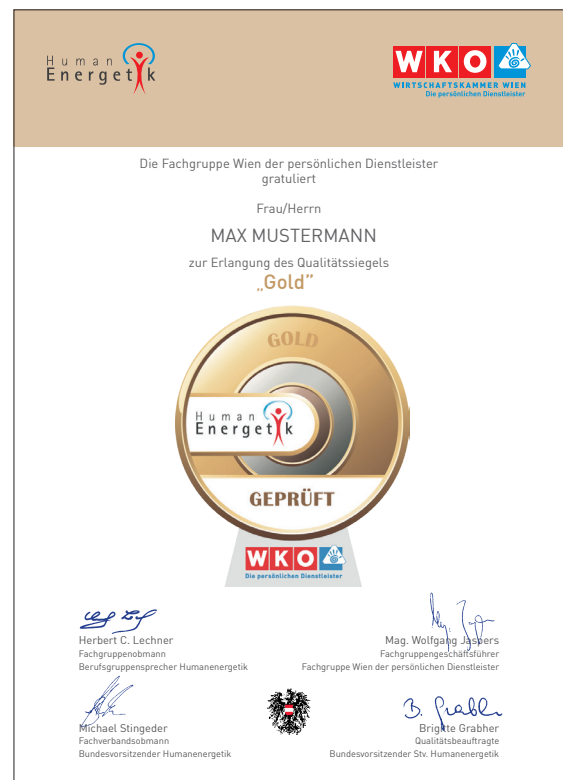 Human
Energetik
WKO
WIRTSCHAFTSKAMMER WIEN
Die persönlichen Dienstleister
Die Fachgruppe Wien der persönlichen Dienstleister
gratuliert
Frau/Herrn
MAX MUSTERMANN
zur Erlangung des Qualitätssiegels
„Gold”
GOLD
Human
Energetik
GEPRÜFT
WKO
Die persönlichen Dienstleister
Herbert C. Lechner
Fachgruppenobmann
Berufsgruppensprecher Humanenergetik
Mag. Wolfgang Jaspers
Fachgruppengeschäftsführer
Fachgruppe Wien der persönlichen Dienstleister
Michael Stingeder
Fachverbandsobmann
Bundesvorsitzender Humanenergetik
B. Grabher
Brigitte Grabher
Qualitätsbeauftragte
Bundesvorsitzender Stv. Humanenergetik